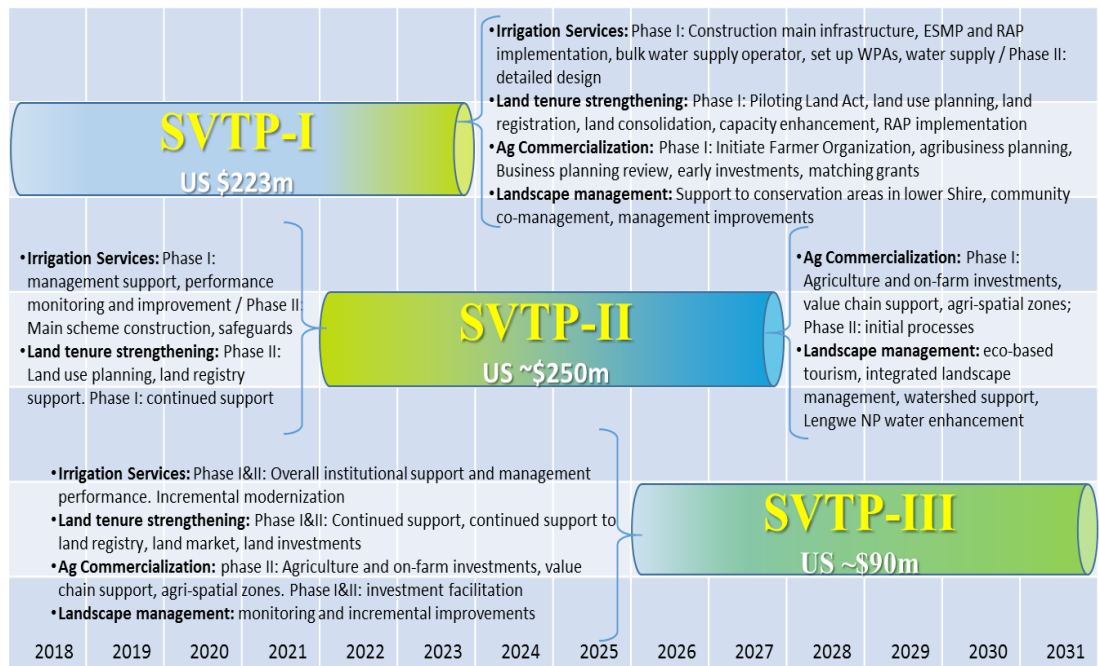 •Irrigation Services: Phase I: Construction main infrastructure, ESMP and RAP
implementation, bulk water supply operator, set up WPAs, water supply / Phase II:
detailed design
•Land tenure strengthening: Phase I: Piloting Land Act, land use planning, land
registration, land consolidation, capacity enhancement, RAP implementation
•Ag Commercialization: Phase I: Initiate Farmer Organization, agribusiness planning,
Business planning review, early investments, matching grants
•Landscape management: Support to conservation areas in lower Shire, community
co-management, management improvements
SVTP-I
US $223m
•Irrigation Services: Phase I:
management support, performance
monitoring and improvement / Phase II:
Main scheme construction, safeguards
•Land tenure strengthening: Phase II:
Land use planning, land registry
support. Phase I: continued support
SVTP-II
US ~$250m
•Ag Commercialization: Phase I:
Agriculture and on-farm investments,
value chain support, agri-spatial zones;
Phase II: initial processes
•Landscape management: eco-based
tourism, integrated landscape
management, watershed support,
Lengwe NP water enhancement
•Irrigation Services: Phase I&II: Overall institutional support and management
performance. Incremental modernization
•Land tenure strengthening: Phase I&II: Continued support, continued support to
land registry, land market, land investments
•Ag Commercialization: phase II: Agriculture and on-farm investments, value
chain support, agri-spatial zones. Phase I&II: investment facilitation
•Landscape management: monitoring and incremental improvements
SVTP-III
US ~$90m
2018 2019 2020 2021 2022 2023 2024 2025 2026 2027 2028 2029 2030 2031